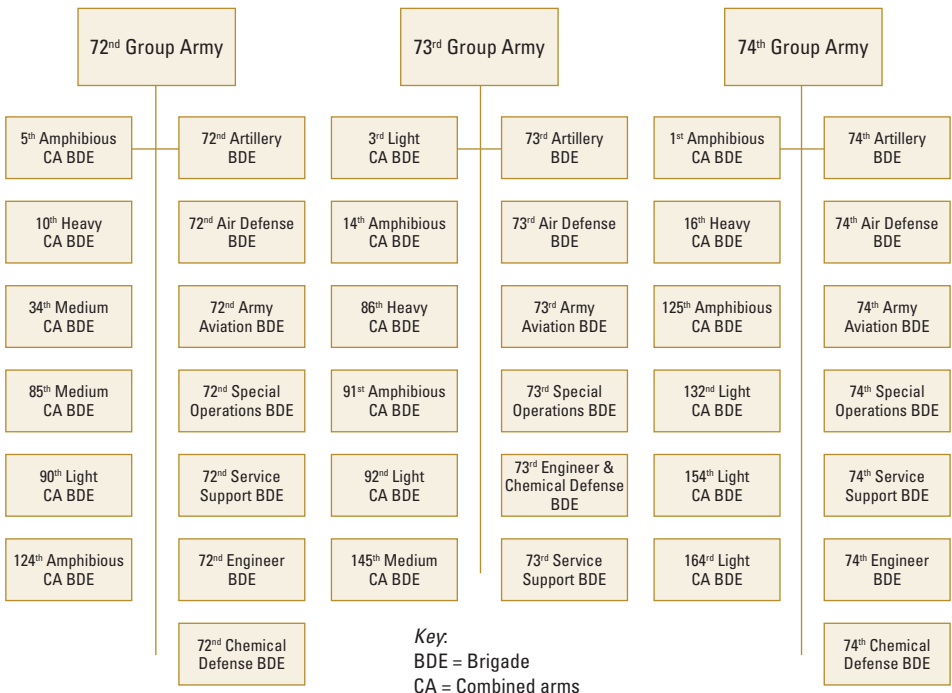 72nd Group Army
73rd Group Army
74th Group Army
5th Amphibious
CA BDE
72nd Artillery
BDE
3rd Light
CA BDE
73rd Artillery
BDE
1st Amphibious
CA BDE
74th Artillery
BDE
10th Heavy
CA BDE
72nd Air Defense
BDE
14th Amphibious
CA BDE
73rd Air Defense
BDE
16th Heavy
CA BDE
74th Air Defense
BDE
34th Medium
CA BDE
72nd Army
Aviation BDE
86th Heavy
CA BDE
73rd Army
Aviation BDE
125th Amphibious
CA BDE
74th Army
Aviation BDE
85th Medium
CA BDE
72nd Special
Operations BDE
91st Amphibious
CA BDE
73rd Special
Operations BDE
132nd Light
CA BDE
74th Special
Operations BDE
90th Light
CA BDE
72nd Service
Support BDE
92nd Light
CA BDE
73rd Engineer &
Chemical Defense
BDE
154th Light
CA BDE
74th Service
Support BDE
124th Amphibious
CA BDE
72nd Engineer
BDE
145th Medium
CA BDE
73rd Service
Support BDE
164rd Light
CA BDE
74th Engineer
BDE
72nd Chemical
Defense BDE
74th Chemical
Defense BDE
Key:
BDE = Brigade
CA = Combined arms